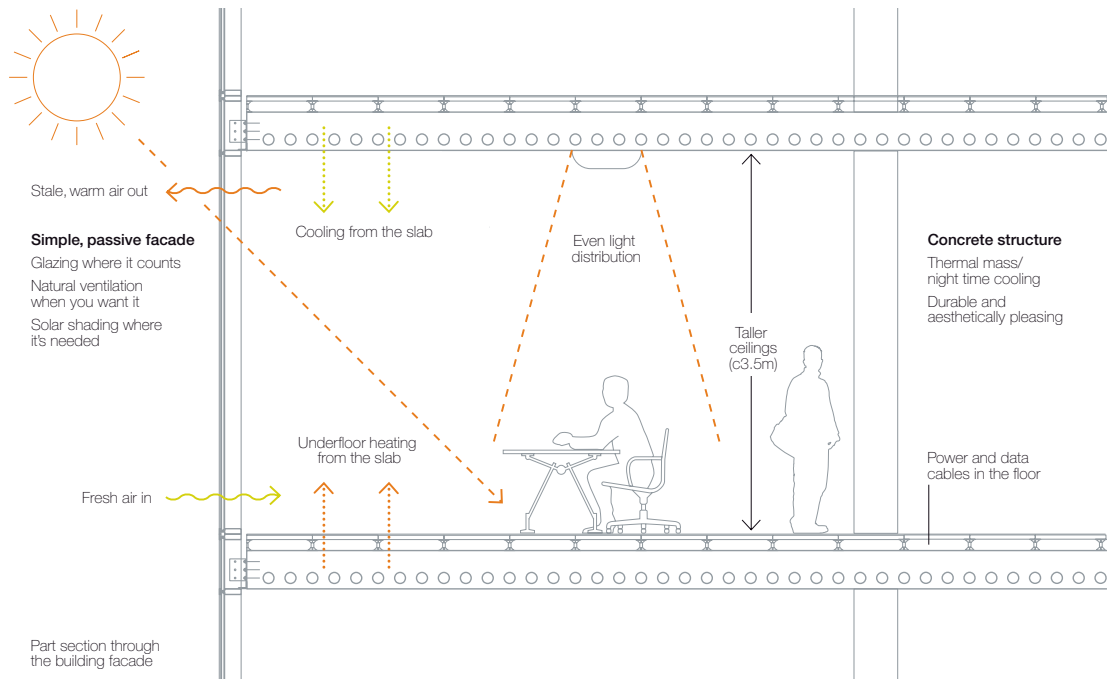 Stale, warm air out
Simple, passive facade
Glazing where it counts
Natural ventilation
when you want it
Solar shading where
it's needed
Cooling from the slab
Even light
distribution
Concrete structure
Thermal mass/
night time cooling
Durable and
aesthetically pleasing
Taller
ceilings
(c3.5m)
Underfloor heating
from the slab
Fresh air in
Power and data
cables in the floor
Part section through
the building facade